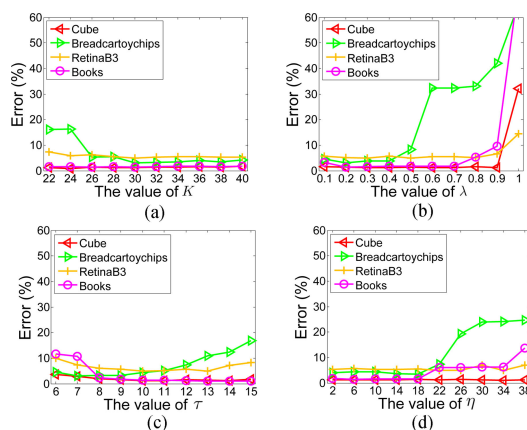 60
50
40
30
20
10
0
Error (%)
Cube
Breadcartoychips
RetinaB3
Books
22 24 26 28 30 32 34 36 38 40
The value of K
(a)
60
50
40
30
20
10
0
Error (%)
Cube
Breadcartoychips
RetinaB3
Books
0.1 0.2 0.3 0.4 0.5 0.6 0.7 0.8 0.9 1
The value of λ
(b)
60
50
40
30
20
10
0
Error (%)
Cube
Breadcartoychips
RetinaB3
Books
6 7 8 9 10 11 12 13 14 15
The value of τ
(c)
60
50
40
30
20
10
0
Error (%)
Cube
Breadcartoychips
RetinaB3
Books
2 6 10 14 18 22 26 30 34 38
The value of η
(d)